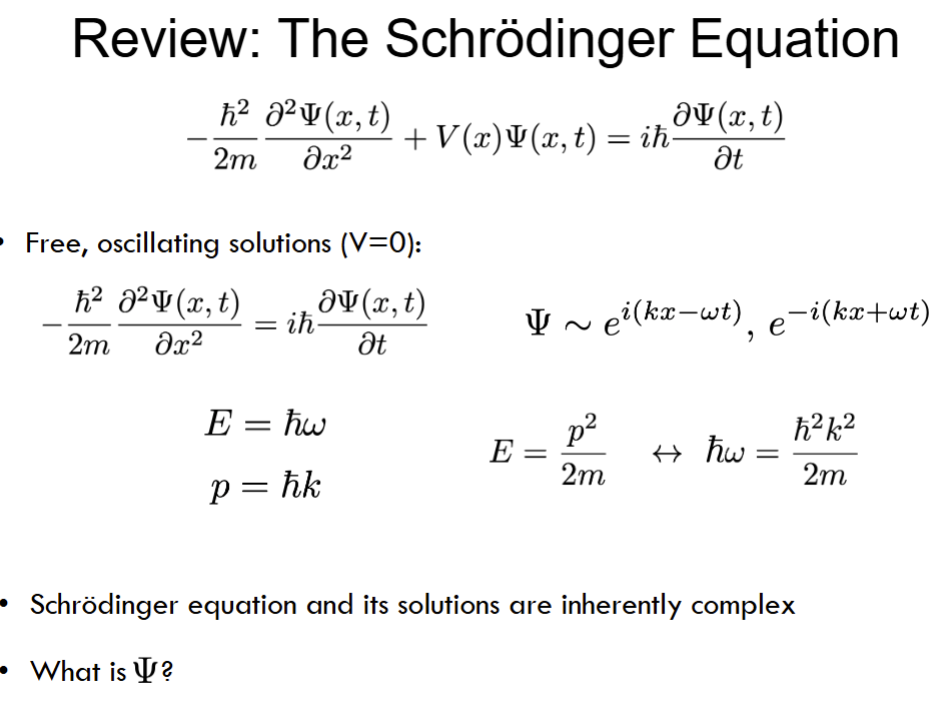 Review: The Schrödinger Equation
$-\frac{\hbar^2}{2m} \frac{\partial^2 \Psi(x,t)}{\partial x^2} + V(x)\Psi(x,t) = i\hbar \frac{\partial \Psi(x,t)}{\partial t}$
• Free, oscillating solutions (V=0):
$-\frac{\hbar^2}{2m} \frac{\partial^2 \Psi(x,t)}{\partial x^2} = i\hbar \frac{\partial \Psi(x,t)}{\partial t}$ $\Psi \sim e^{i(kx-\omega t)}, e^{-i(kx+\omega t)}$
$E = \hbar\omega$
$E = \frac{p^2}{2m} \leftrightarrow \hbar\omega = \frac{\hbar^2 k^2}{2m}$
$p = \hbar k$
• Schrödinger equation and its solutions are inherently complex
• What is $\Psi$?